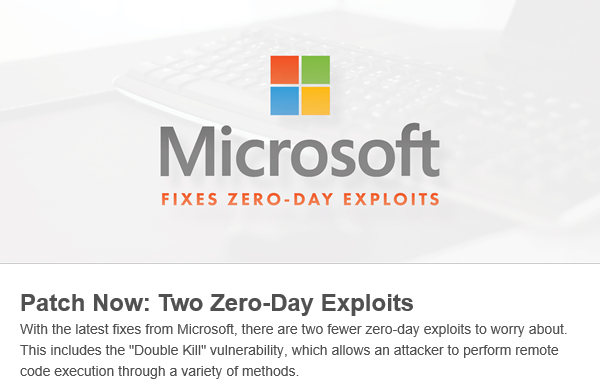 Microsoft
FIXES ZERO-DAY EXPLOITS
Patch Now: Two Zero-Day Exploits
With the latest fixes from Microsoft, there are two fewer zero-day exploits to worry about.
This includes the "Double Kill" vulnerability, which allows an attacker to perform remote
code execution through a variety of methods.